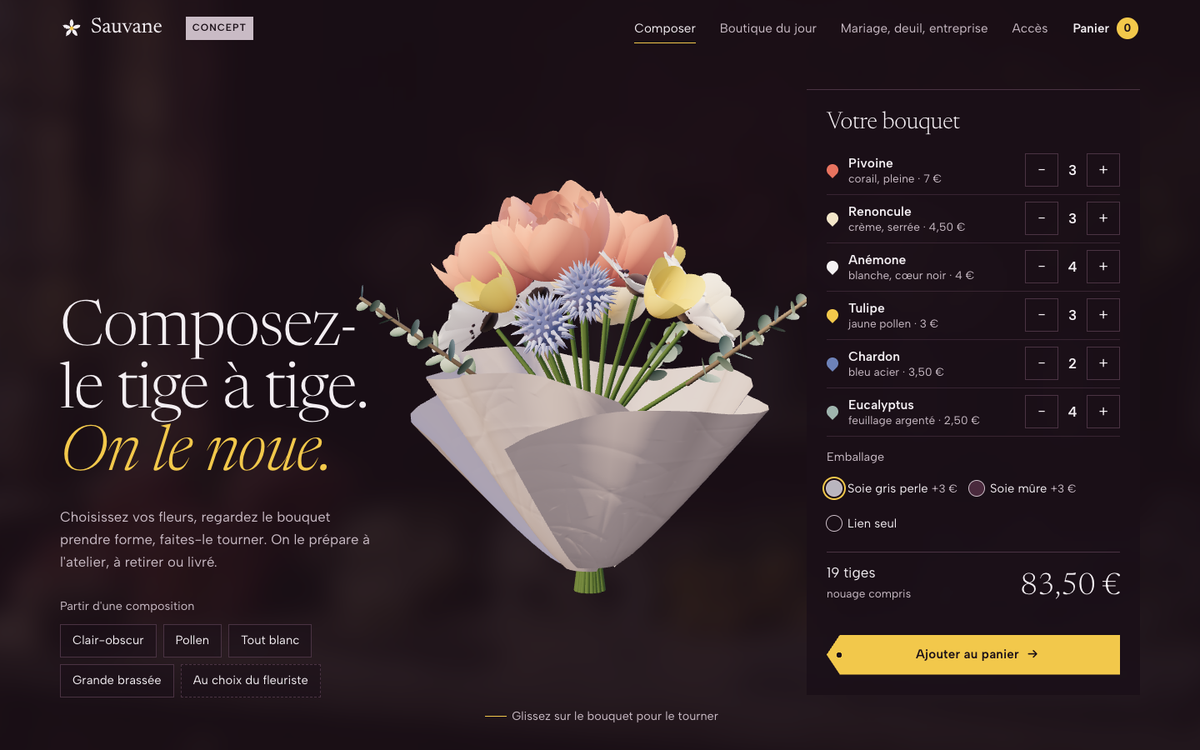 Sauvane
CONCEPT
Composer
Boutique du jour
Mariage, deuil, entreprise
Accès
Panier 0
Composez-
le tige à tige.
On le noue.
Choisissez vos fleurs, regardez le bouquet
prendre forme, faites-le tourner. On le prépare à
l'atelier, à retirer ou livré.
Partir d'une composition
Clair-obscur
Pollen
Tout blanc
Grande brassée
Au choix du fleuriste
Glissez sur le bouquet pour le tourner
Votre bouquet
Pivoine
corail, pleine · 7 €
− 3 +
Renoncule
crème, serrée · 4,50 €
− 3 +
Anémone
blanche, cœur noir · 4 €
− 4 +
Tulipe
jaune pollen · 3 €
− 3 +
Chardon
bleu acier · 3,50 €
− 2 +
Eucalyptus
feuillage argenté · 2,50 €
− 4 +
Emballage
Soie gris perle +3 €
Soie mûre +3 €
Lien seul
19 tiges
nouage compris
83,50 €
Ajouter au panier →